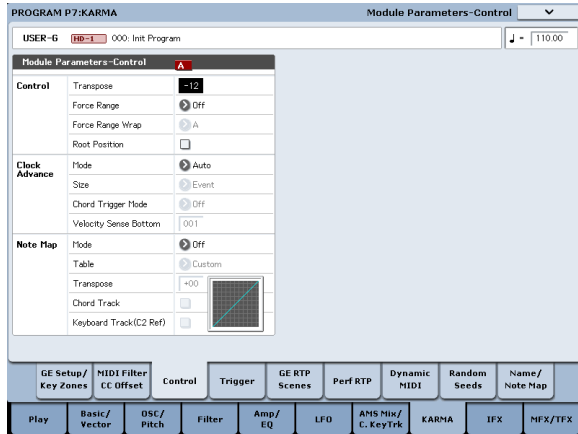 PROGRAM P7:KARMA Module Parameters-Control
USER-G HD-1 000: Init Program ♩ = 110.00
Module Parameters-Control A
Control Transpose -12
Force Range Off
Force Range Wrap A
Root Position
Clock Advance Mode Auto
Size Event
Chord Trigger Mode Off
Velocity Sense Bottom 001
Note Map Mode Off
Table Custom
Transpose +00
Chord Track
Keyboard Track(C2 Ref)
GE Setup/ Key Zones MIDI Filter CC Offset Control Trigger GE RTP Scenes Perf RTP Dynamic MIDI Random Seeds Name/ Note Map
Play Basic/ Vector OSC/ Pitch Filter Amp/ EQ LFO AMS Mix/ C. KeyTrk KARMA IFX MFX/TFX